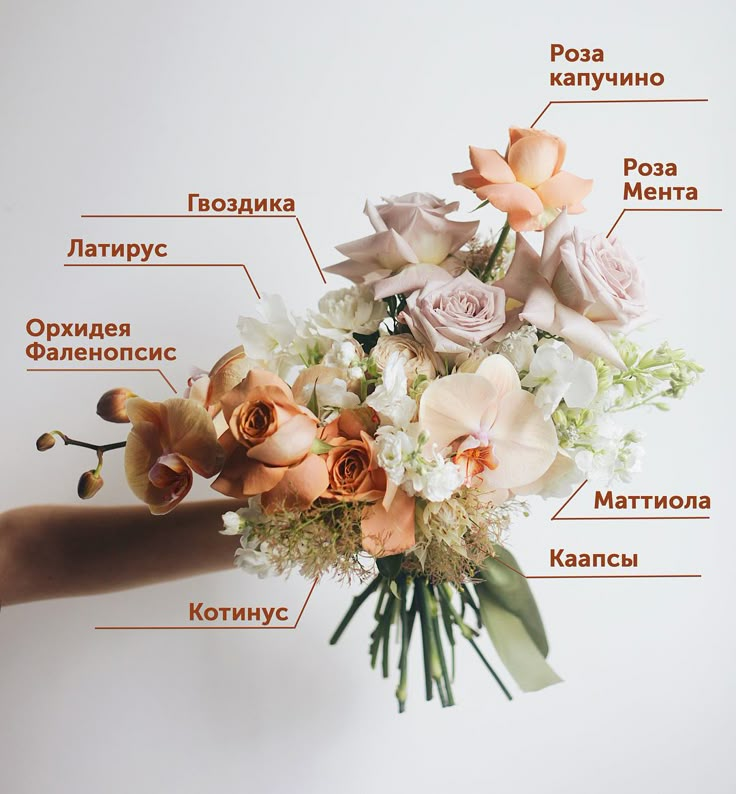 Роза
капучино
Роза
Мента
Гвоздика
Латирус
Орхидея
Фаленопсис
Маттиола
Каапсы
Котинус